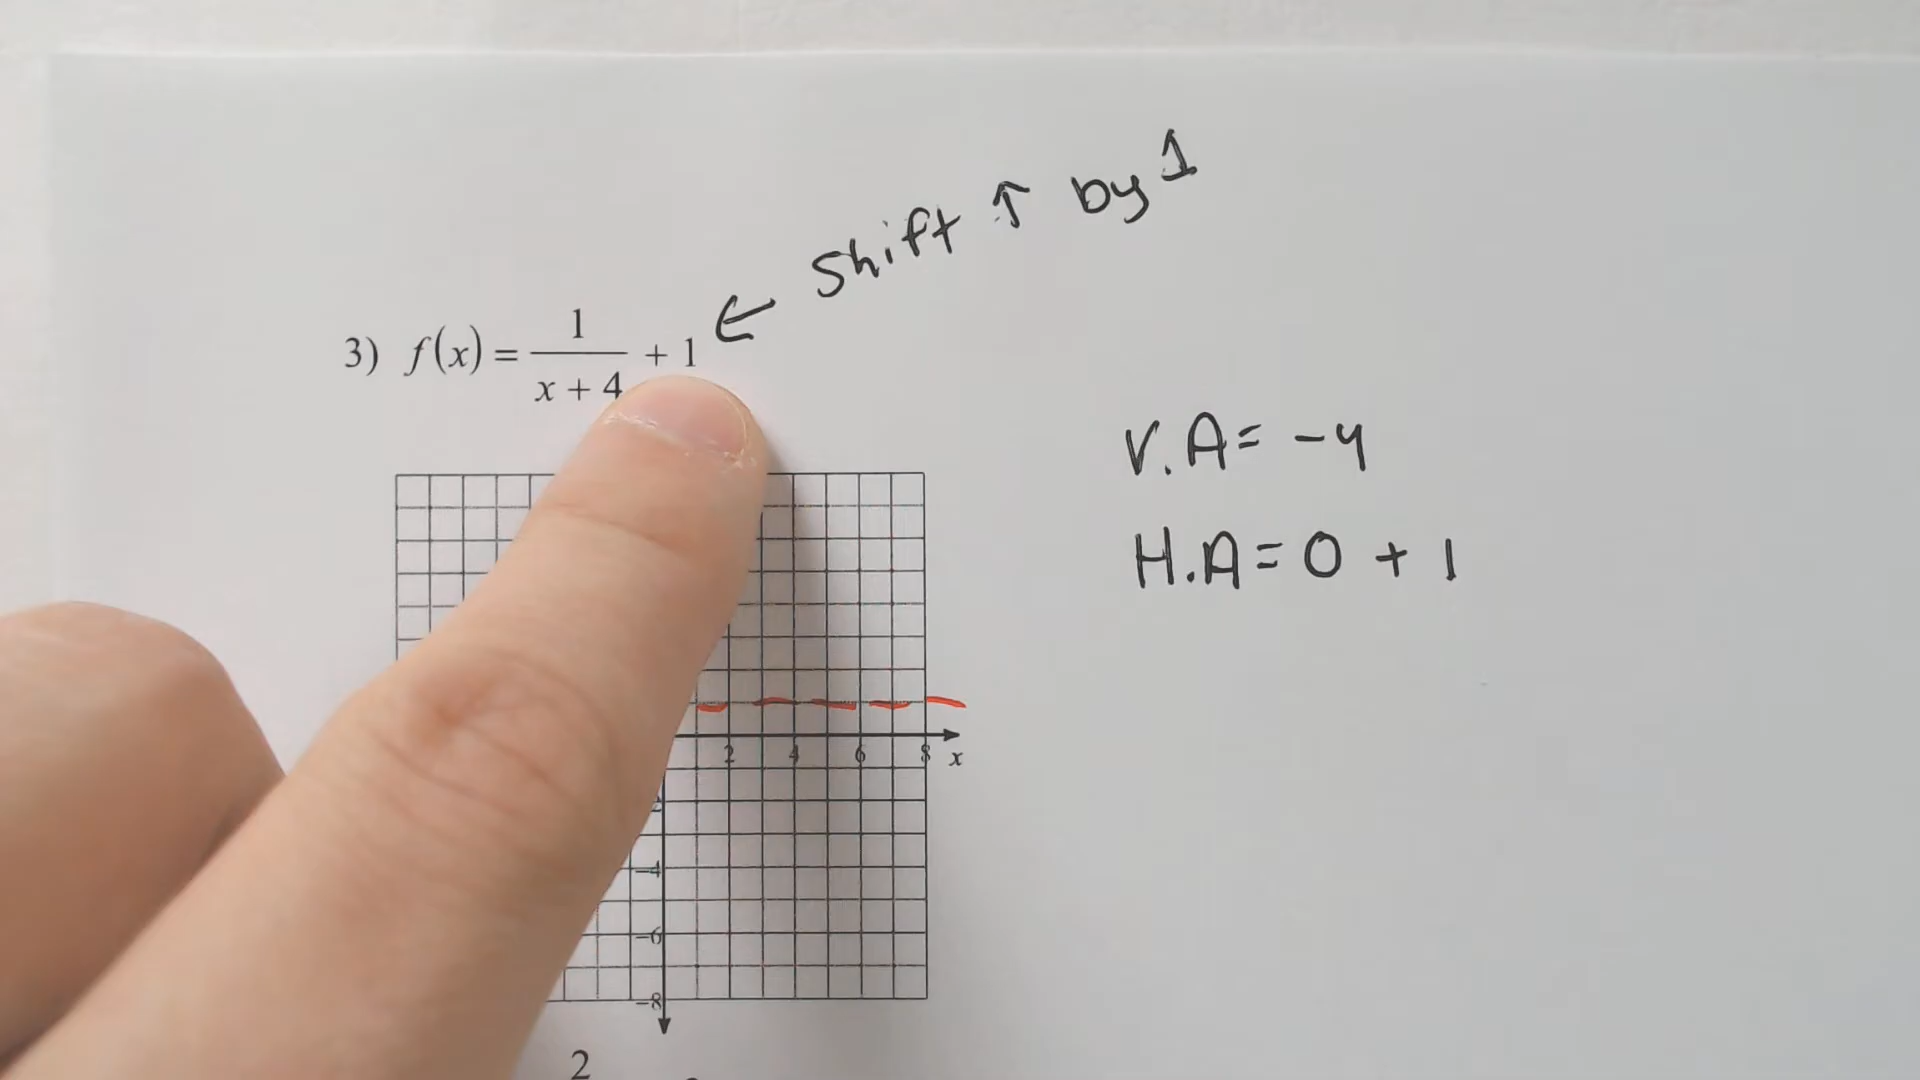 Shift ↑ by 1
←
3) f(x) = 1/(x + 4) + 1
V.A = -4
H.A = 0 + 1
2 4 6 8 x
-4
-6
-8
2